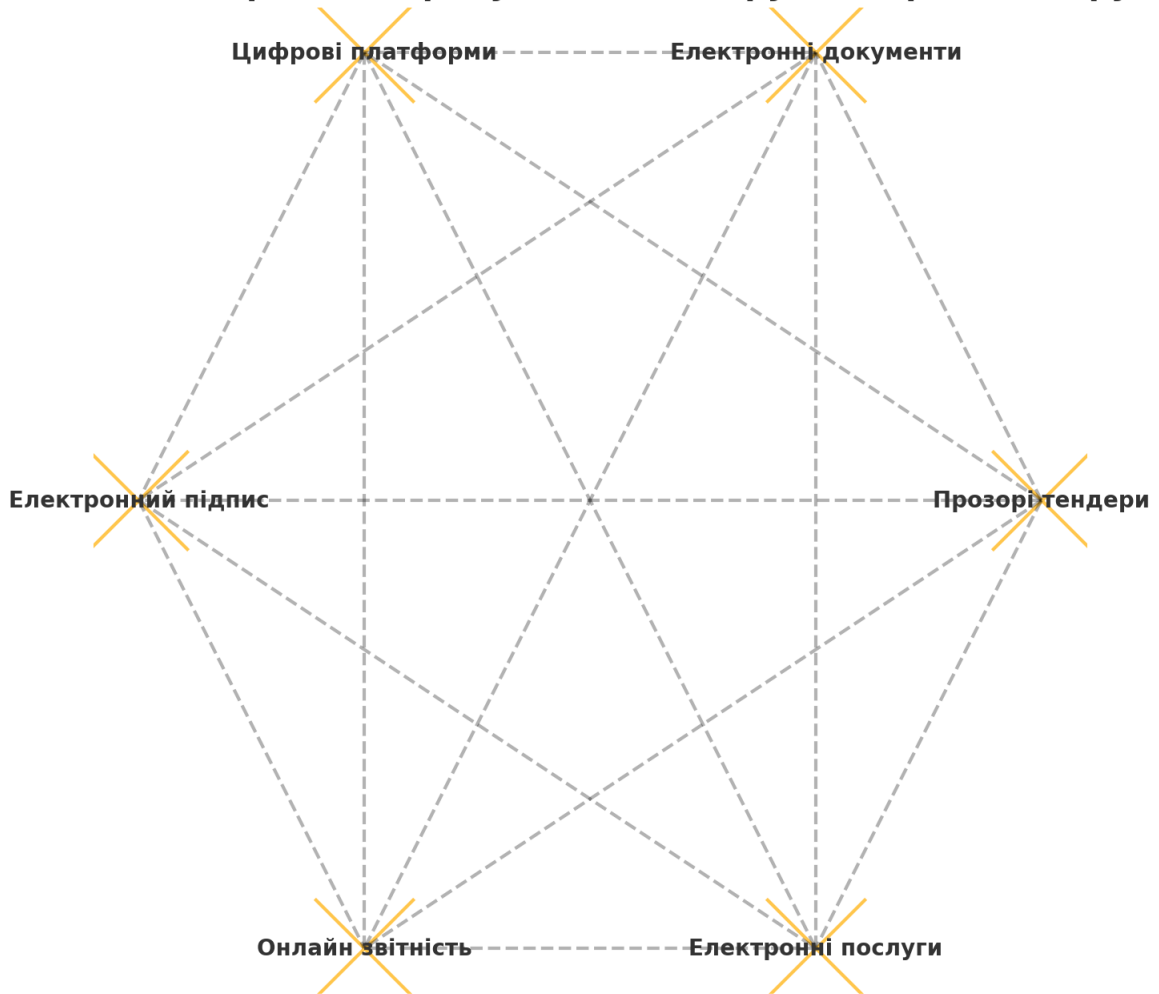 Цифрові платформи
Електронні документи
Електронний підпис
Прозорі тендери
Онлайн звітність
Електронні послуги